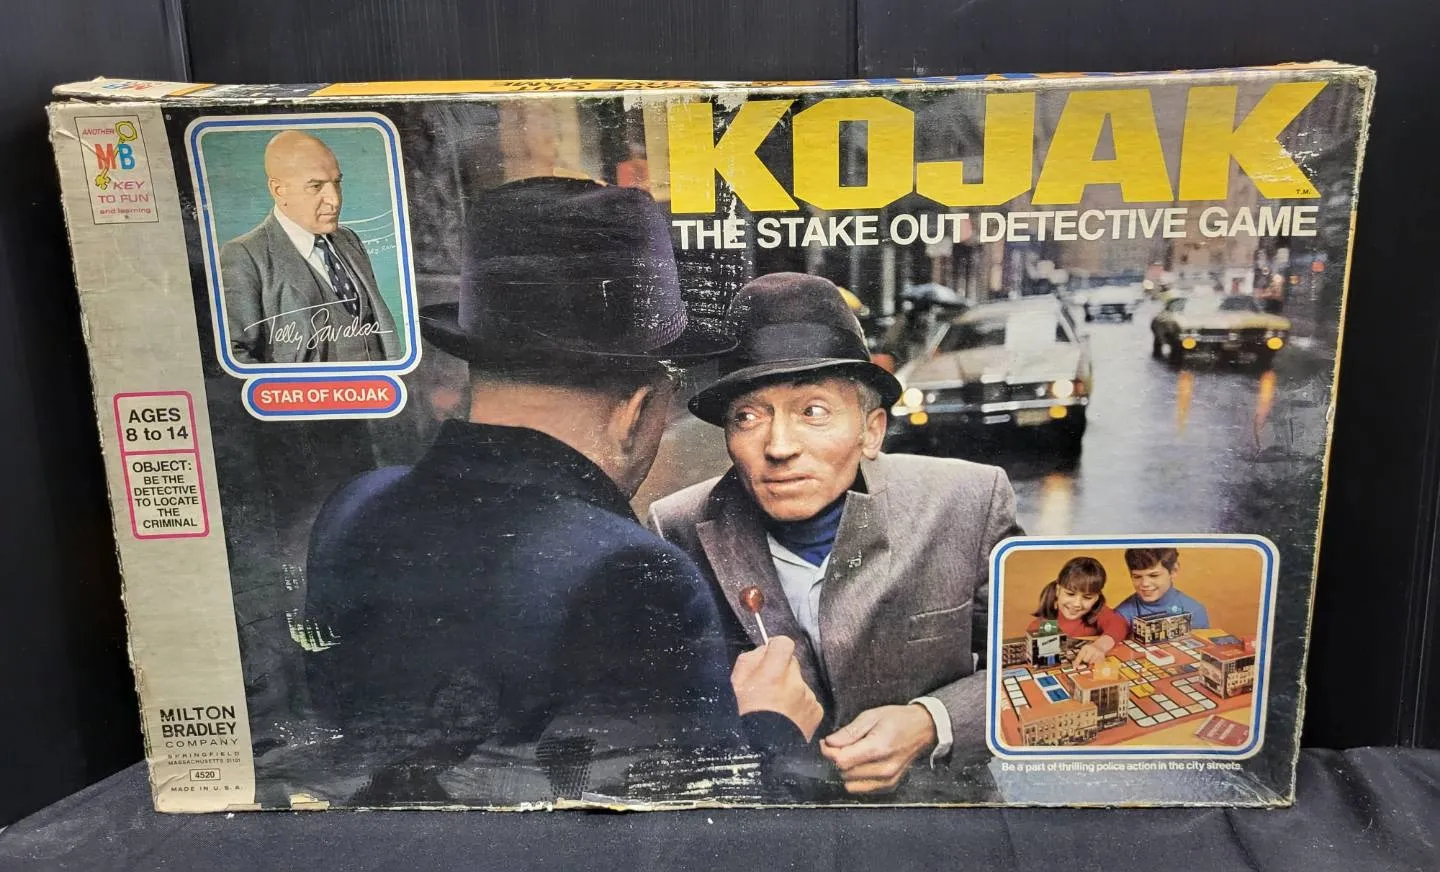 KOJAK
T.M.
THE STAKE OUT DETECTIVE GAME
ANOTHER
MB
KEY
TO FUN
and learning
®
Telly Savalas
STAR OF KOJAK
AGES
8 to 14
OBJECT:
BE THE
DETECTIVE
TO LOCATE
THE
CRIMINAL
MILTON
BRADLEY
COMPANY
SPRINGFIELD
MASSACHUSETTS 01101
4520
MADE IN U.S.A.
Be a part of thrilling police action in the city streets.